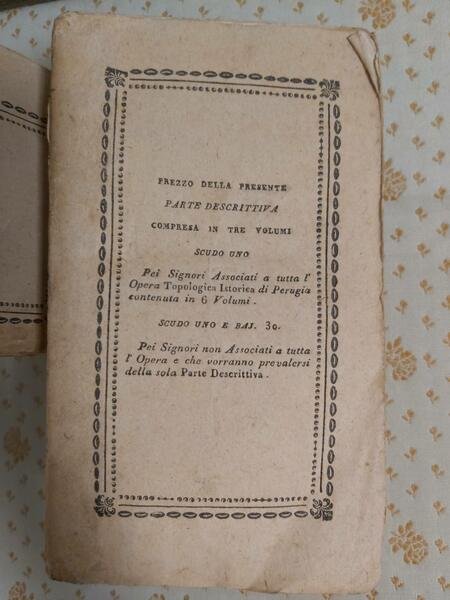 PREZZO DELLA PRESENTE
PARTE DESCRITTIVA
COMPRESA IN TRE VOLUMI
SCUDO UNO
Pei Signori Associati a tutta l'
Opera Topologica Istorica di Perugia
contenuta in 6 Volumi.
SCUDO UNO E BAJ. 30.
Pei Signori non Associati a tutta
l' Opera e che vorranno prevalersi
della sola Parte Descrittiva.